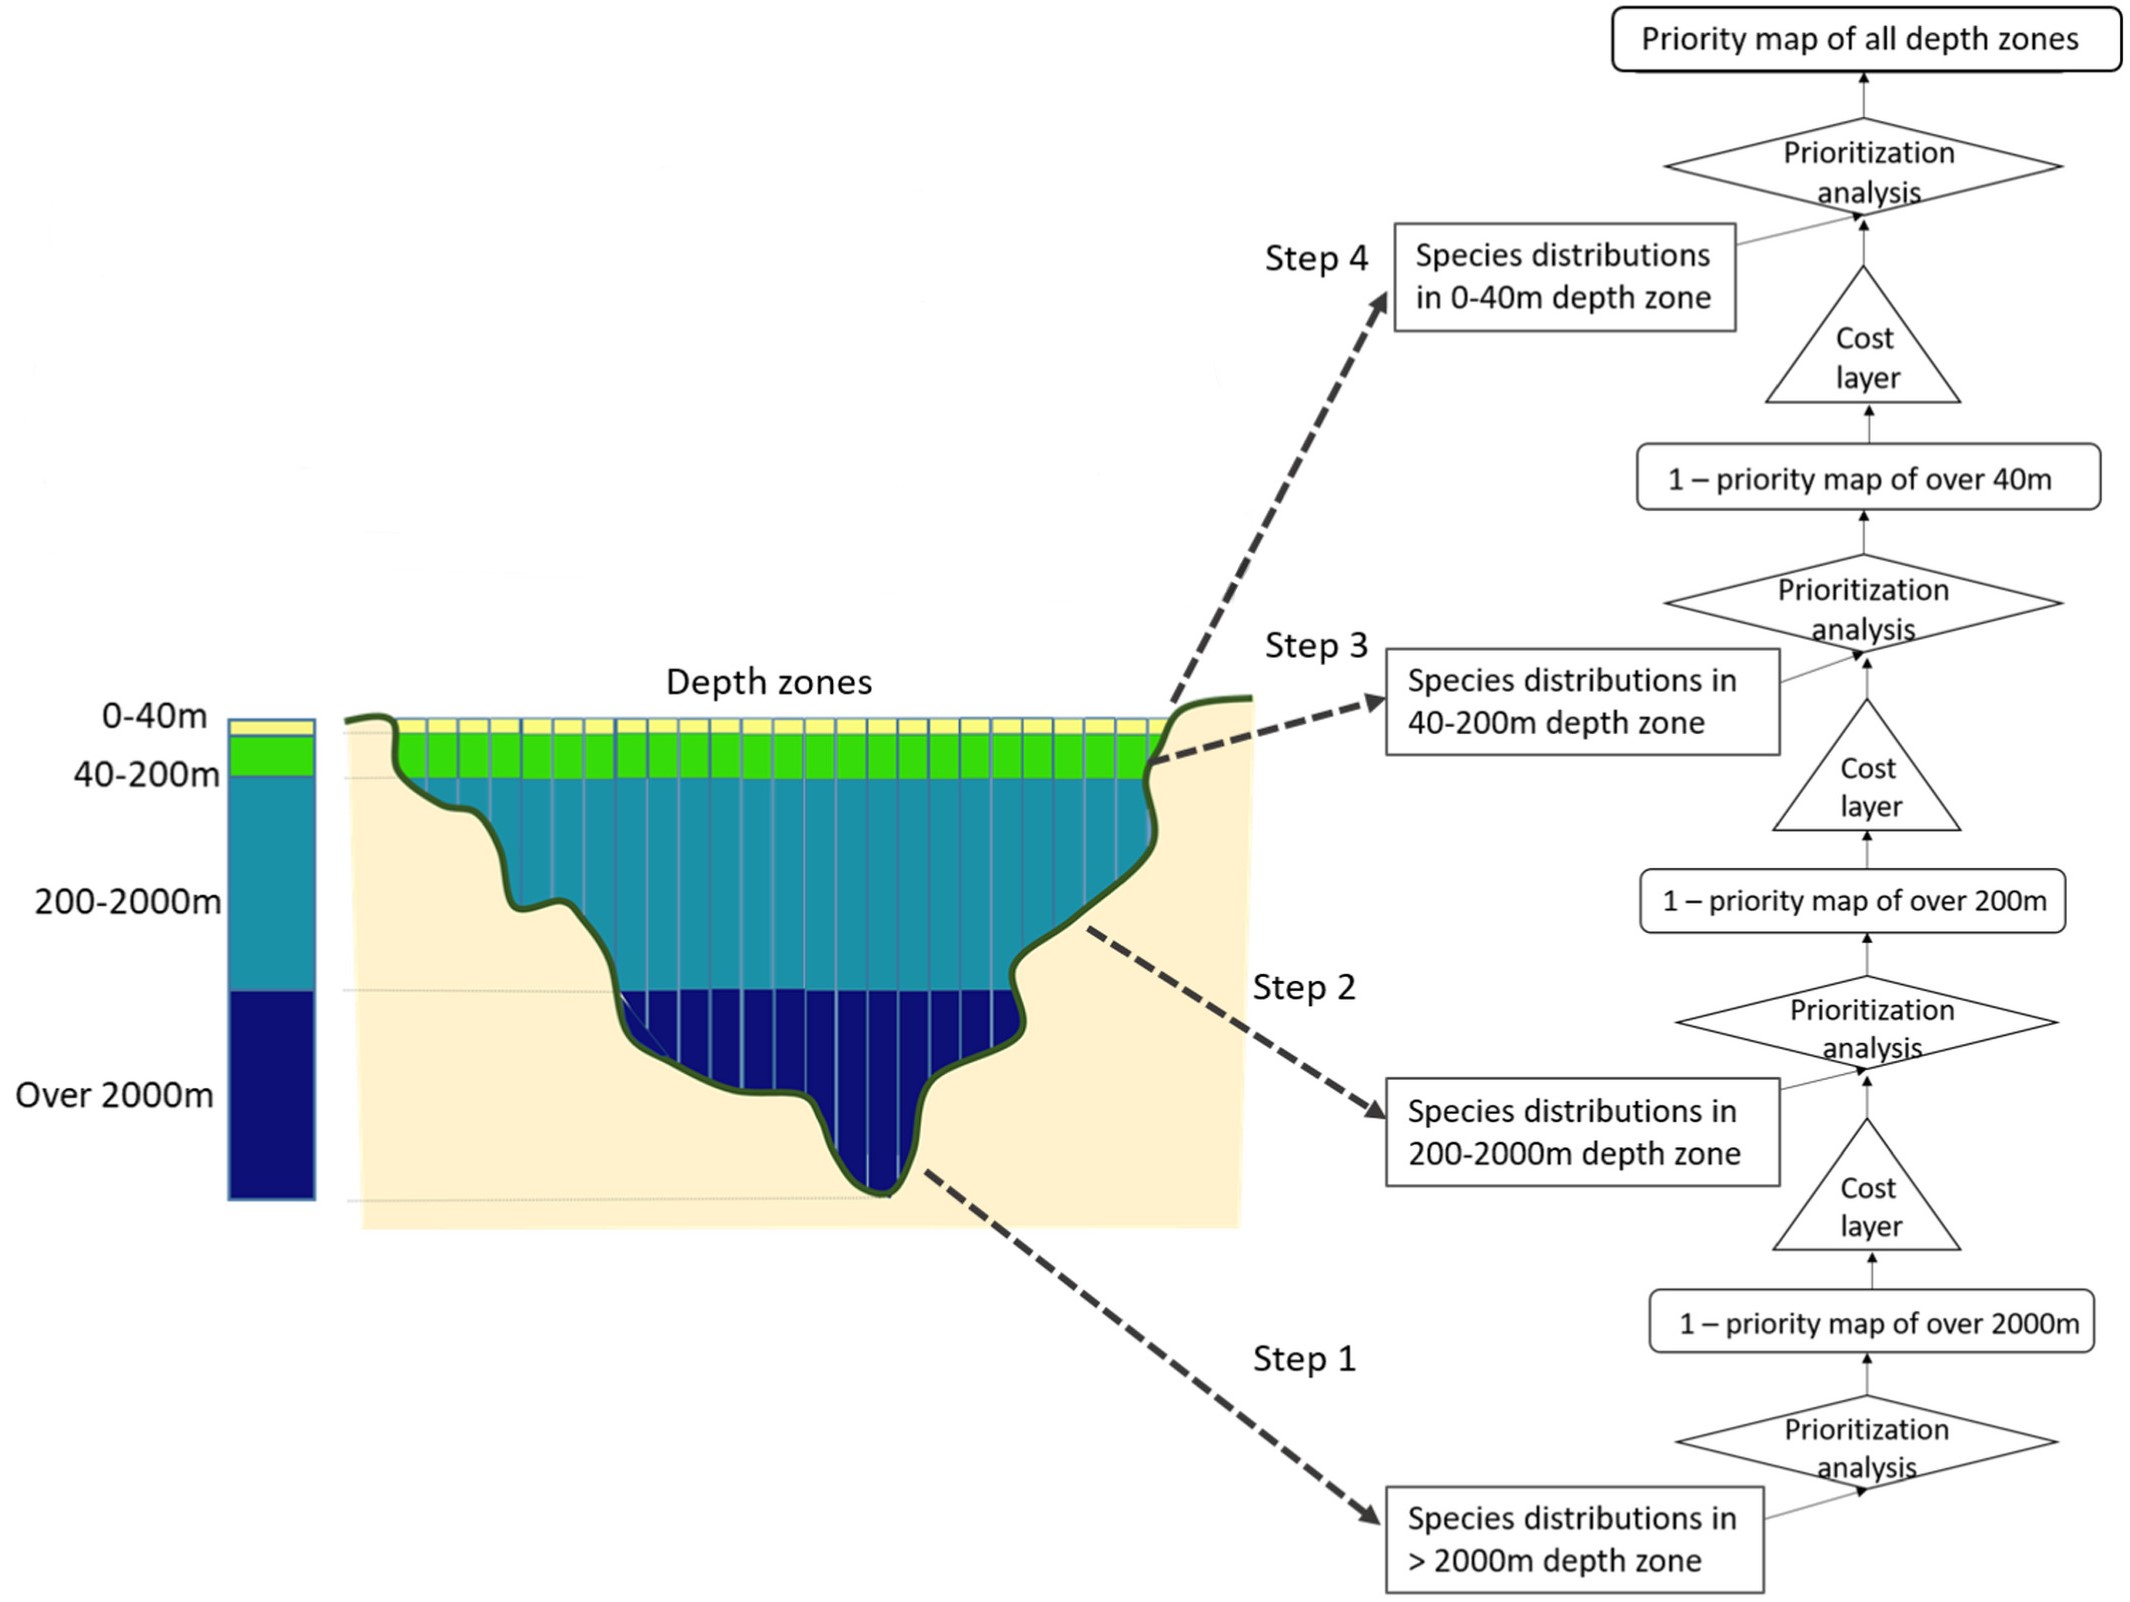 Priority map of all depth zones
Prioritization
analysis
Step 4
Species distributions
in 0-40m depth zone
Cost
layer
1 – priority map of over 40m
Prioritization
analysis
Step 3
Species distributions in
40-200m depth zone
Cost
layer
1 – priority map of over 200m
Prioritization
analysis
Step 2
Species distributions in
200-2000m depth zone
Cost
layer
1 – priority map of over 2000m
Step 1
Prioritization
analysis
Species distributions in
> 2000m depth zone
Depth zones
0-40m
40-200m
200-2000m
Over 2000m